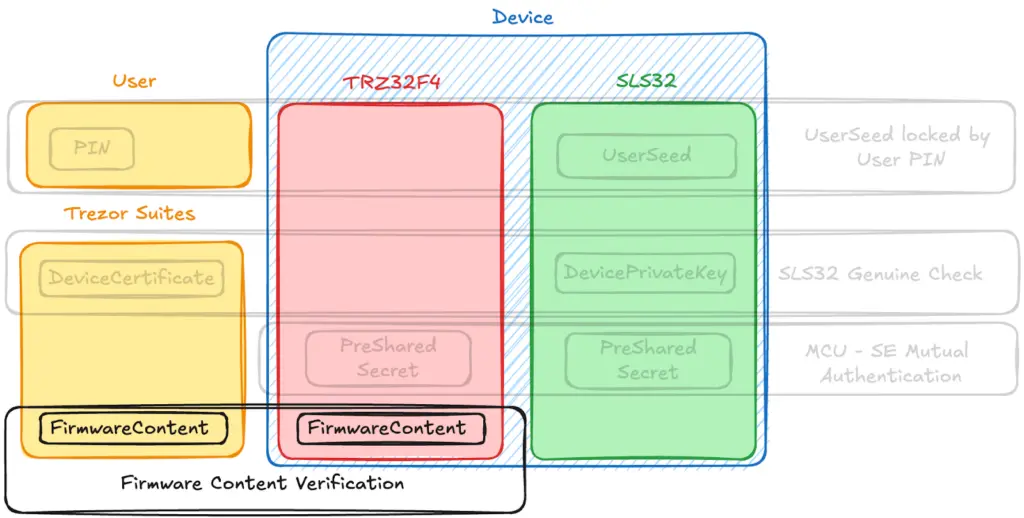 Device
User
TRZ32F4
SLS32
PIN
UserSeed
UserSeed locked by
User PIN
Trezor Suites
DeviceCertificate
DevicePrivateKey
SLS32 Genuine Check
PreShared
Secret
PreShared
Secret
MCU - SE Mutual
Authentication
FirmwareContent
FirmwareContent
Firmware Content Verification